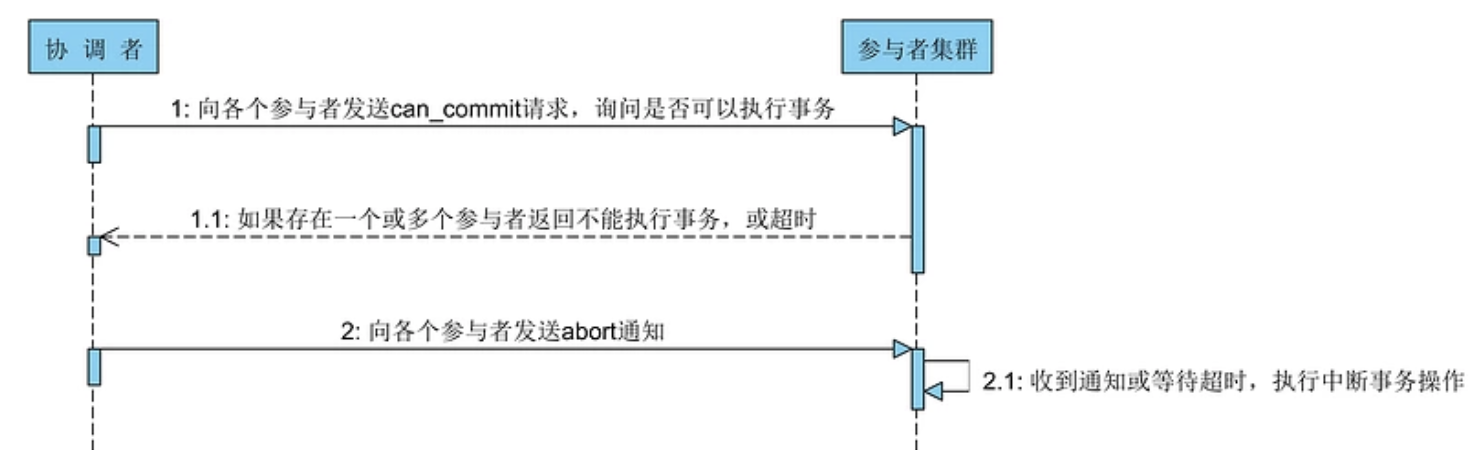 协 调 者
参与者集群
1: 向各个参与者发送can_commit请求，询问是否可以执行事务
1.1: 如果存在一个或多个参与者返回不能执行事务，或超时
2: 向各个参与者发送abort通知
2.1: 收到通知或等待超时，执行中断事务操作